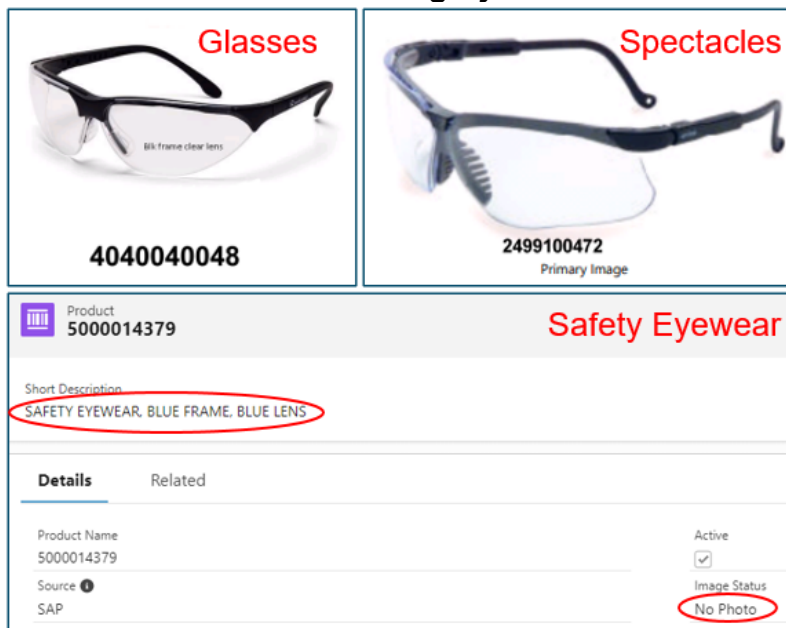 Glasses
Blk frame clear lens
4040040048
Spectacles
2499100472
Primary Image
Product
5000014379
Safety Eyewear
Short Description
SAFETY EYEWEAR, BLUE FRAME, BLUE LENS
Details Related
Product Name
5000014379
Active
Source
SAP
Image Status
No Photo